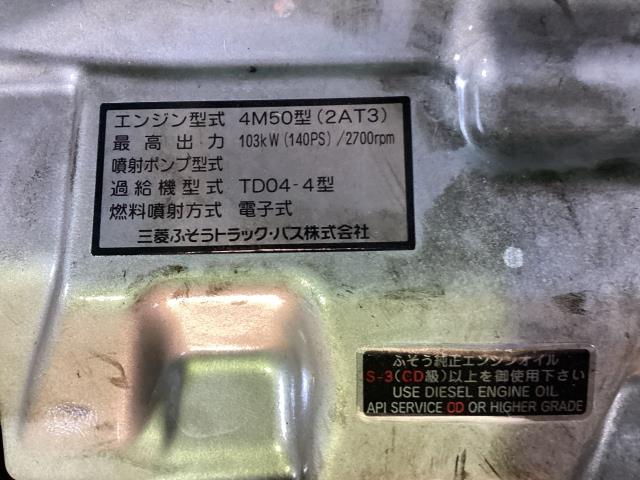 エンジン型式 4M50型(2AT3)
最高出力 103kW(140PS)/2700rpm
噴射ポンプ型式
過給機型式 TD04-4型
燃料噴射方式 電子式
三菱ふそうトラック・バス株式会社
ふそう純正エンジンオイル
S-3(CD級)以上を御使用下さい
USE DIESEL ENGINE OIL
API SERVICE CD OR HIGHER GRADE